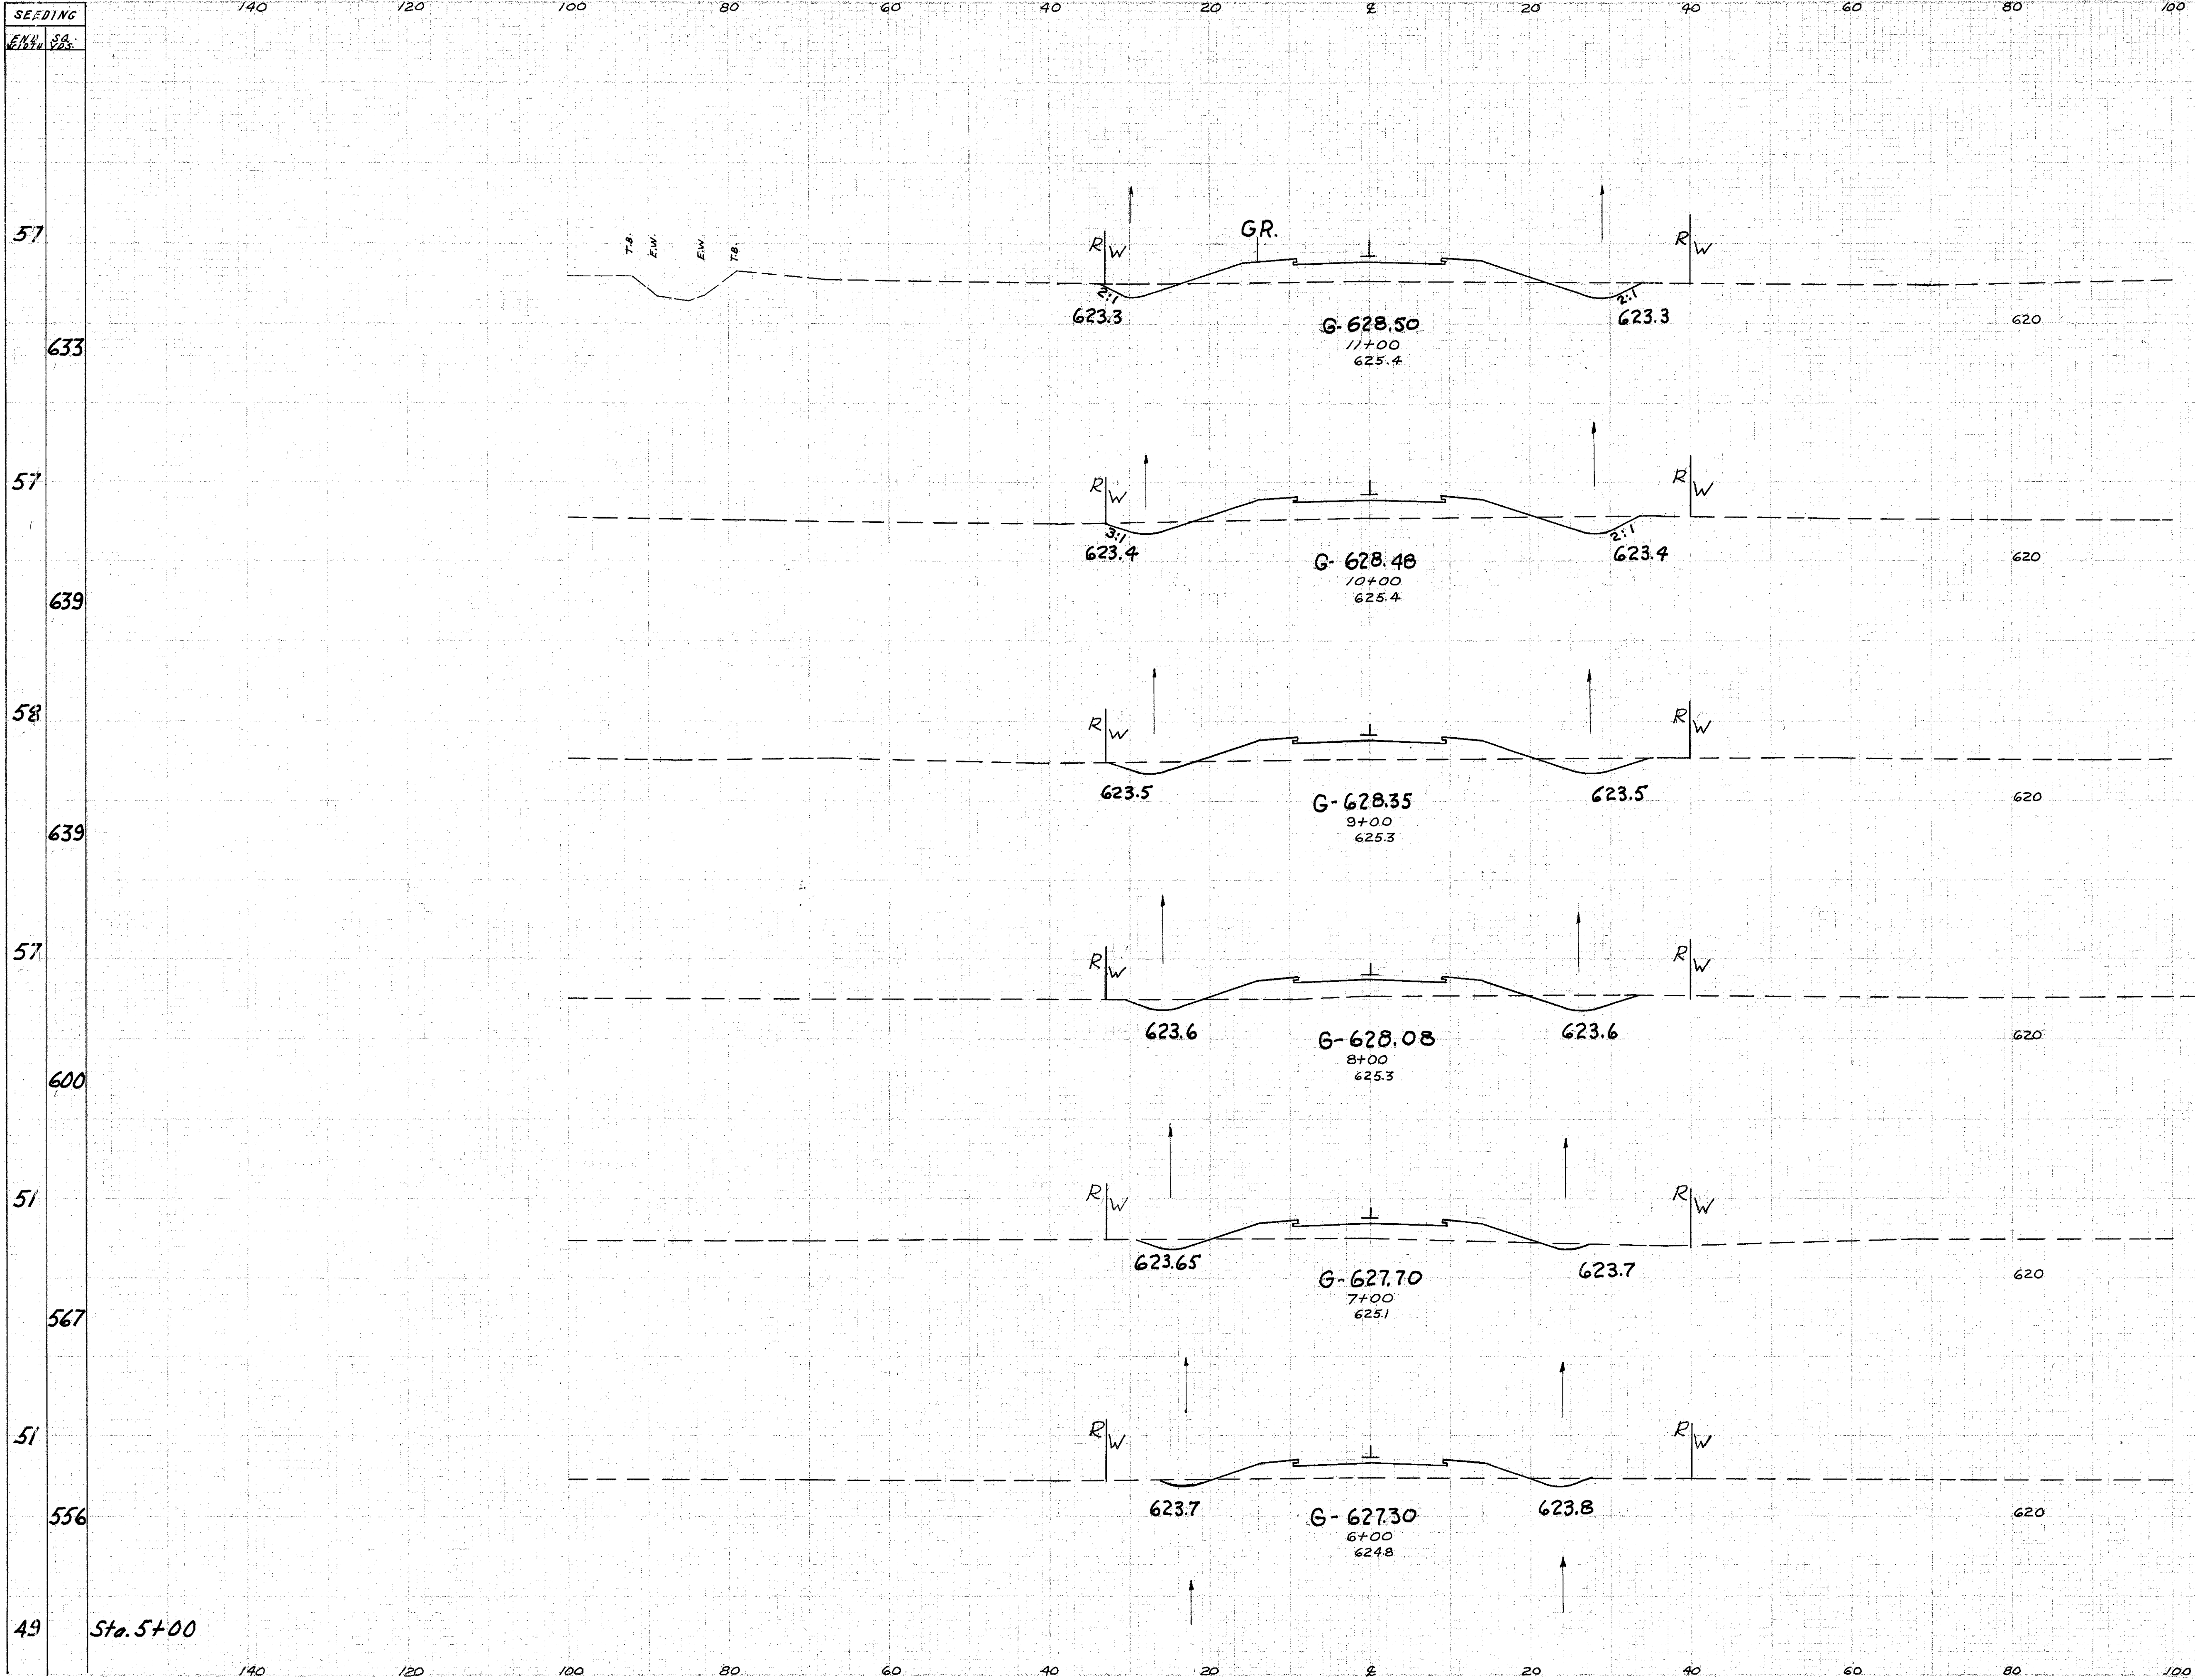 140 120 100 80 60 40 20 ℄ 20 40 60 80 100
SEEDING
END WIDTH SQ. YDS.
57
T.B. E.W. E.W T.B.
R/W GR. R/W
2:1 2:1
623.3 623.3
G-628.50
11+00
625.4
620
633
57
R/W R/W
3:1 2:1
623.4 623.4
G-628.48
10+00
625.4
620
639
58
R/W R/W
623.5 623.5
G-628.35
9+00
625.3
620
639
57
R/W R/W
623.6 623.6
G-628.08
8+00
625.3
620
600
51
R/W R/W
623.65 623.7
G-627.70
7+00
625.1
620
567
51
R/W R/W
623.7 623.8
G-627.30
6+00
624.8
620
556
49 Sta. 5+00
140 120 100 80 60 40 20 ℄ 20 40 60 80 100